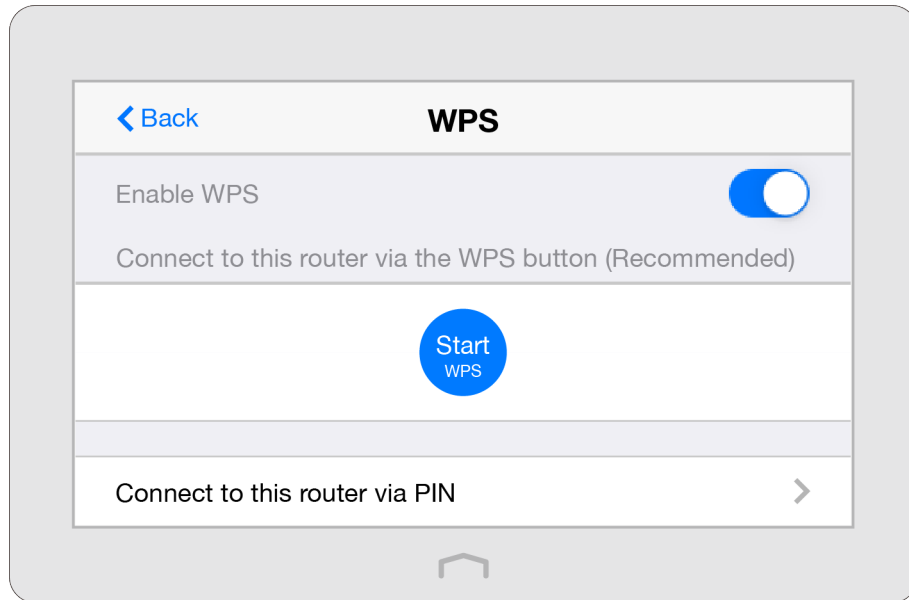 Back
WPS
Enable WPS
Connect to this router via the WPS button (Recommended)
Start
WPS
Connect to this router via PIN